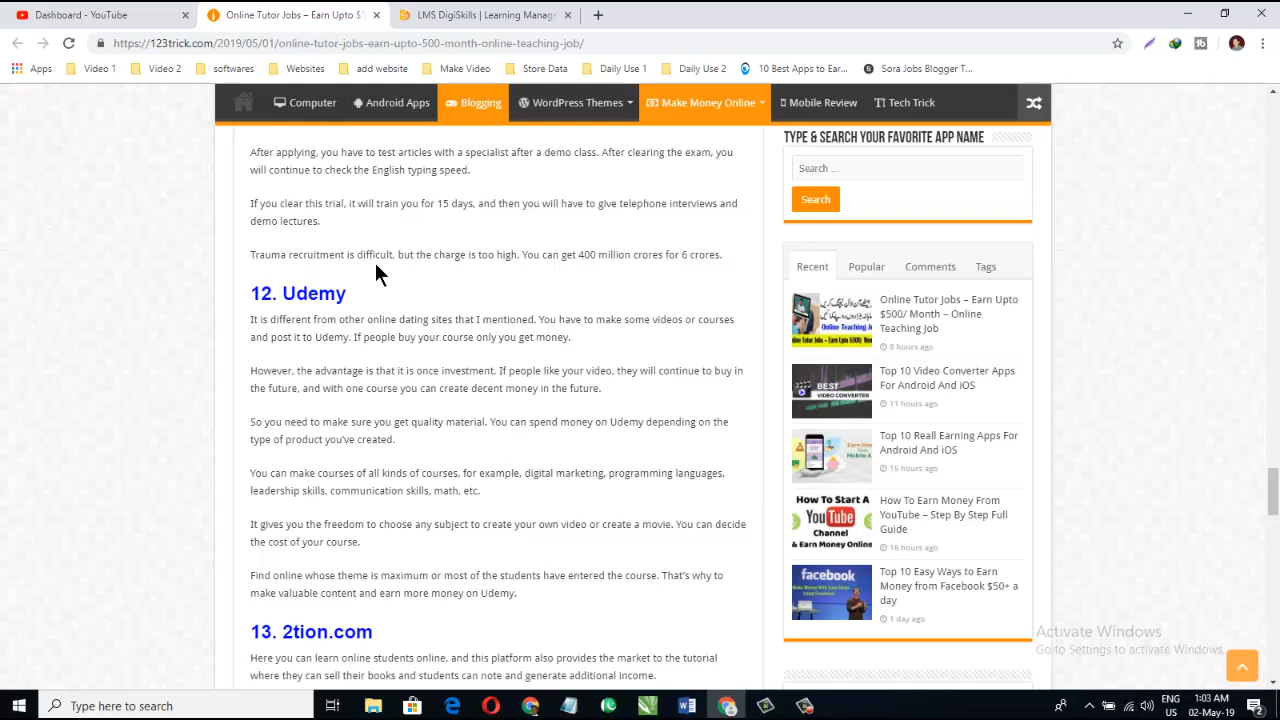 Dashboard - YouTube
Online Tutor Jobs – Earn Upto $5
LMS DigiSkills | Learning Manage
https://123trick.com/2019/05/01/online-tutor-jobs-earn-upto-500-month-online-teaching-job/
Apps Video 1 Video 2 softwares Websites add website Make Video Store Data Daily Use 1 Daily Use 2 10 Best Apps to Ear... Sora Jobs Blogger T...
Computer Android Apps Blogging WordPress Themes Make Money Online Mobile Review Tech Trick
After applying, you have to test articles with a specialist after a demo class. After clearing the exam, you
will continue to check the English typing speed.
If you clear this trial, it will train you for 15 days, and then you will have to give telephone interviews and
demo lectures.
Trauma recruitment is difficult, but the charge is too high. You can get 400 million crores for 6 crores.
12. Udemy
It is different from other online dating sites that I mentioned. You have to make some videos or courses
and post it to Udemy. If people buy your course only you get money.
However, the advantage is that it is once investment. If people like your video, they will continue to buy in
the future, and with one course you can create decent money in the future.
So you need to make sure you get quality material. You can spend money on Udemy depending on the
type of product you've created.
You can make courses of all kinds of courses, for example, digital marketing, programming languages,
leadership skills, communication skills, math, etc.
It gives you the freedom to choose any subject to create your own video or create a movie. You can decide
the cost of your course.
Find online whose theme is maximum or most of the students have entered the course. That's why to
make valuable content and earn more money on Udemy.
13. 2tion.com
Here you can learn online students online, and this platform also provides the market to the tutorial
where they can sell their books and students can note and generate additional income.
TYPE & SEARCH YOUR FAVORITE APP NAME
Search ...
Search
Recent Popular Comments Tags
Online Tutor Jobs – Earn Upto
$500/ Month – Online
Teaching Job
8 hours ago
BEST
VIDEO CONVERTER
Top 10 Video Converter Apps
For Android And iOS
11 hours ago
Top 10 Reall Earning Apps For
Android And iOS
15 hours ago
How To Start A
YouTube
Channel
& Earn Money Online
How To Earn Money From
YouTube – Step By Step Full
Guide
16 hours ago
facebook
Top 10 Easy Ways to Earn
Money from Facebook $50+ a
day
1 day ago
Activate Windows
Go to Settings to activate Windows.
Type here to search
ENG
US
1:03 AM
02-May-19
2